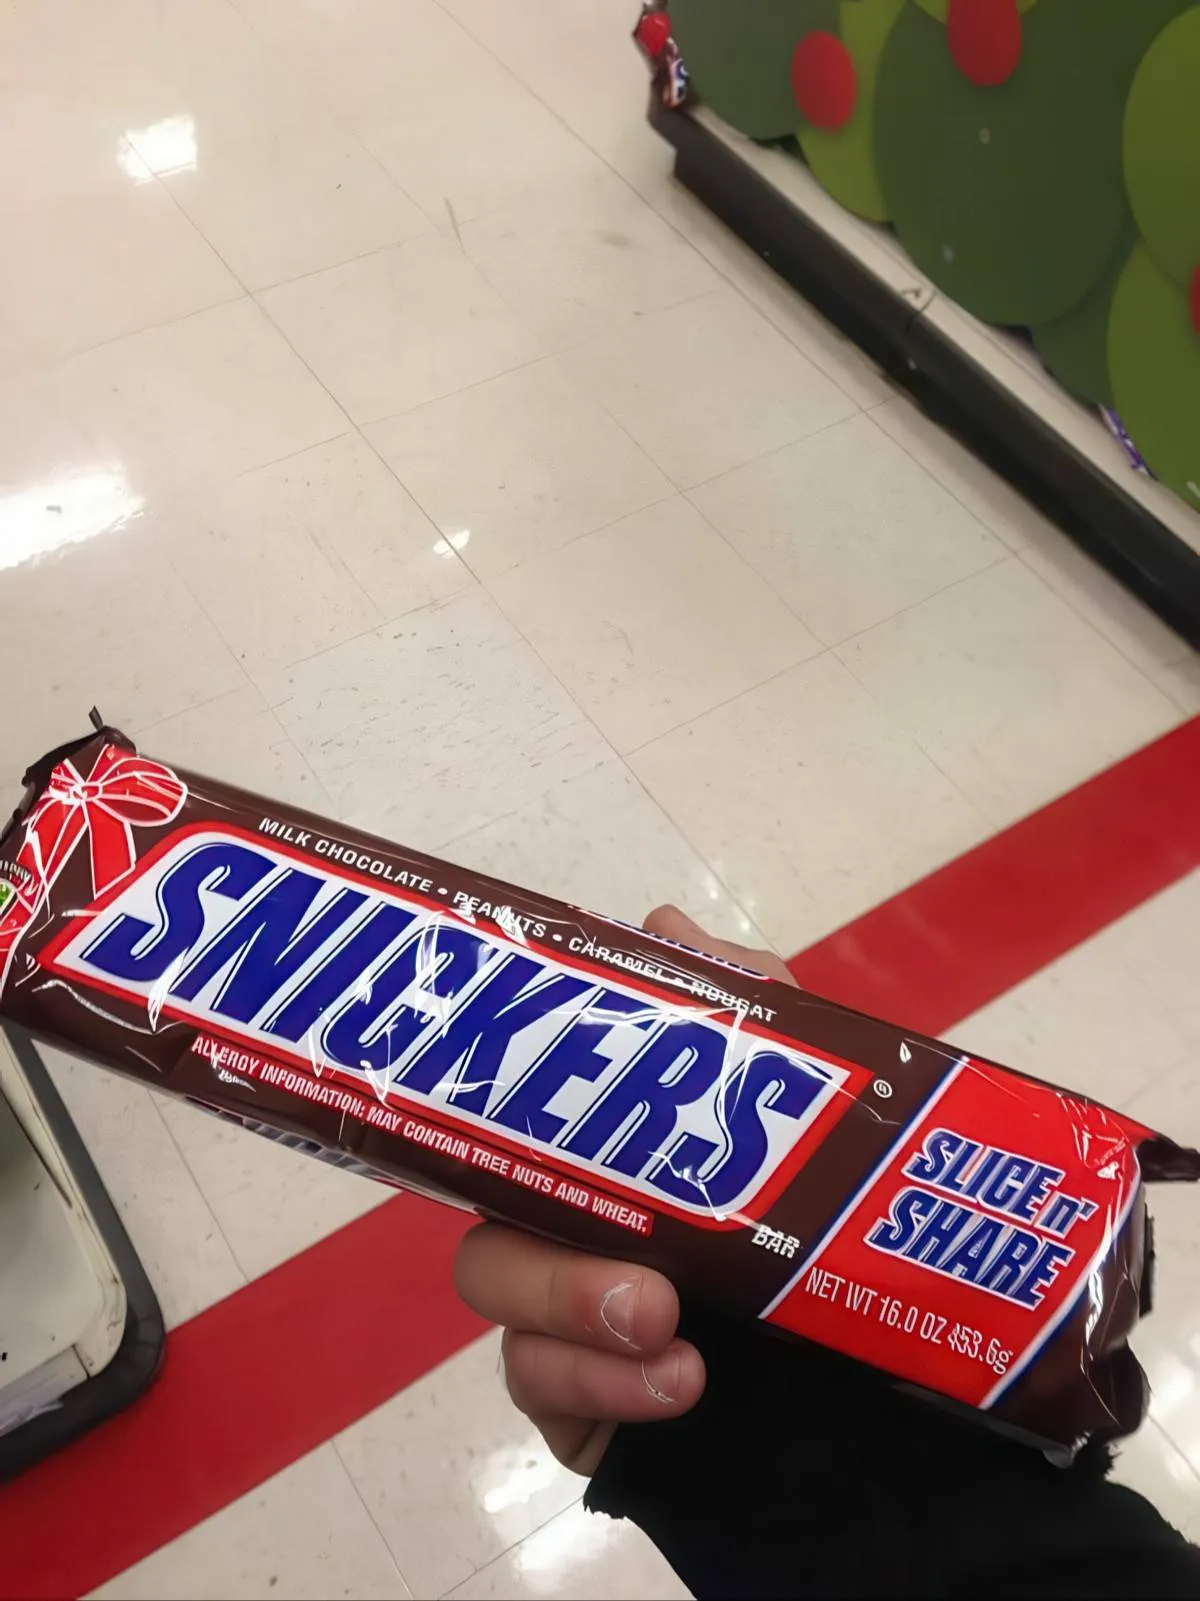 MILK CHOCOLATE • PEANUTS • CARAMEL • NOUGAT
SNICKERS
®
ALLERGY INFORMATION: MAY CONTAIN TREE NUTS AND WHEAT.
BAR
SLICE n'
SHARE
NET WT 16.0 OZ 453.6g